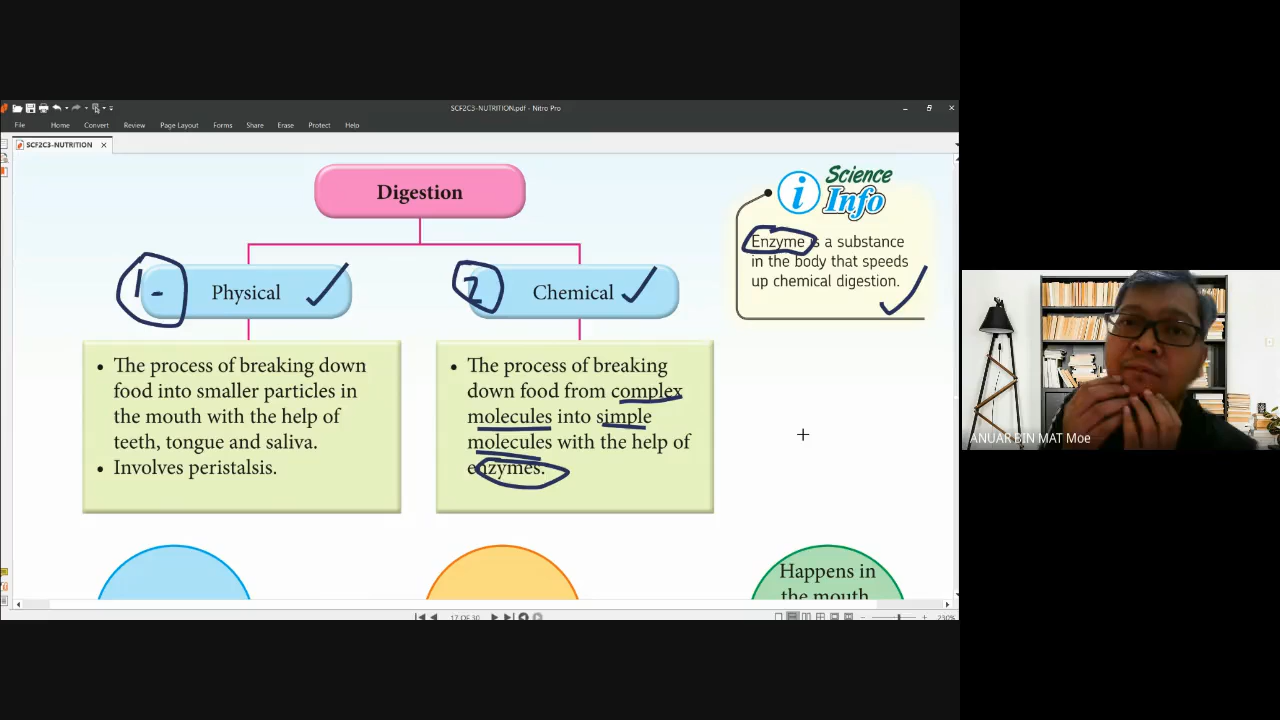 SCF2C3-NUTRITION.pdf - Nitro Pro
File Home Convert Review Page Layout Forms Share Erase Protect Help
SCF2C3-NUTRITION
Digestion
1 - Physical
2 Chemical
• The process of breaking down
food into smaller particles in
the mouth with the help of
teeth, tongue and saliva.
• Involves peristalsis.
• The process of breaking
down food from complex
molecules into simple
molecules with the help of
enzymes.
i Science
Info
Enzyme is a substance
in the body that speeds
up chemical digestion.
Happens in
the mouth
17 OF 30
230%
ANUAR BIN MAT Moe